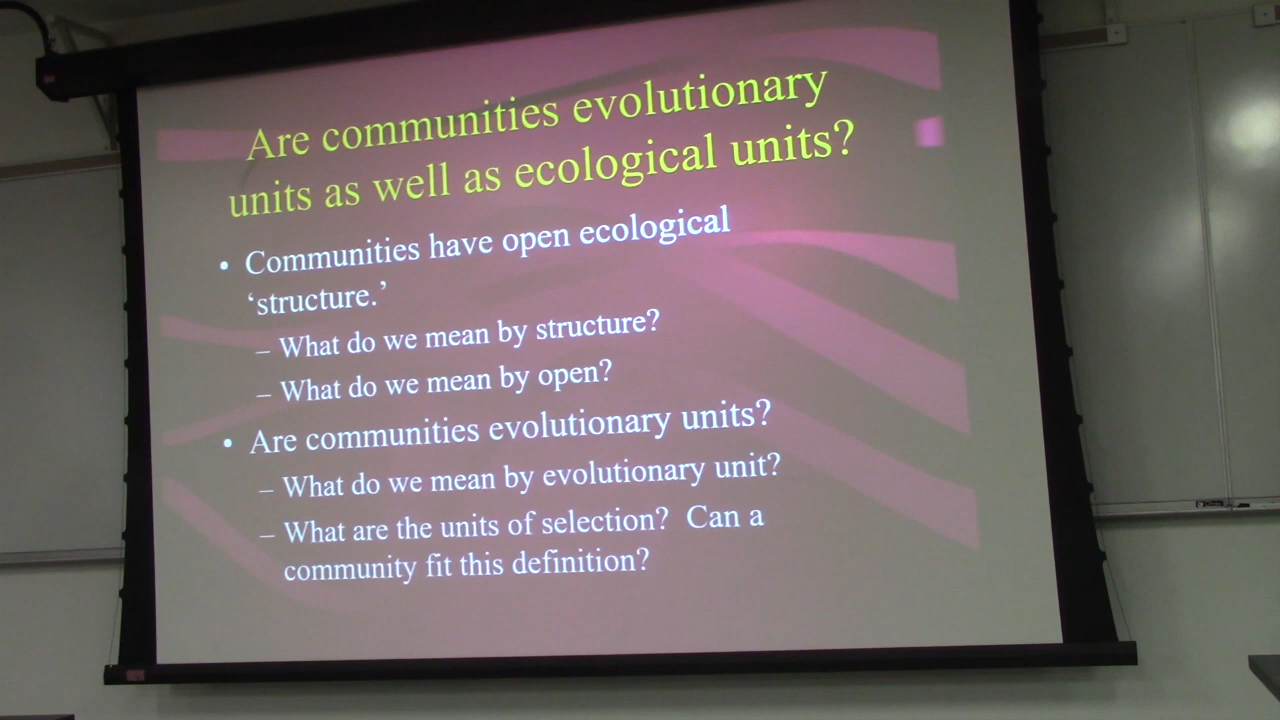 Are communities evolutionary
units as well as ecological units?
• Communities have open ecological
‘structure.’
– What do we mean by structure?
– What do we mean by open?
• Are communities evolutionary units?
– What do we mean by evolutionary unit?
– What are the units of selection?  Can a
community fit this definition?